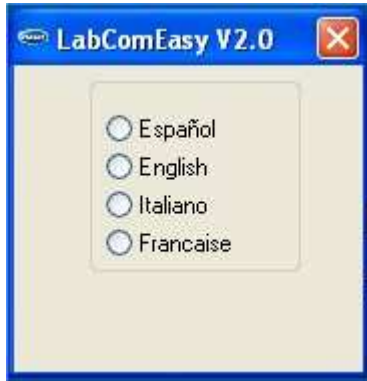 LabComEasy V2.0
Español
English
Italiano
Francaise